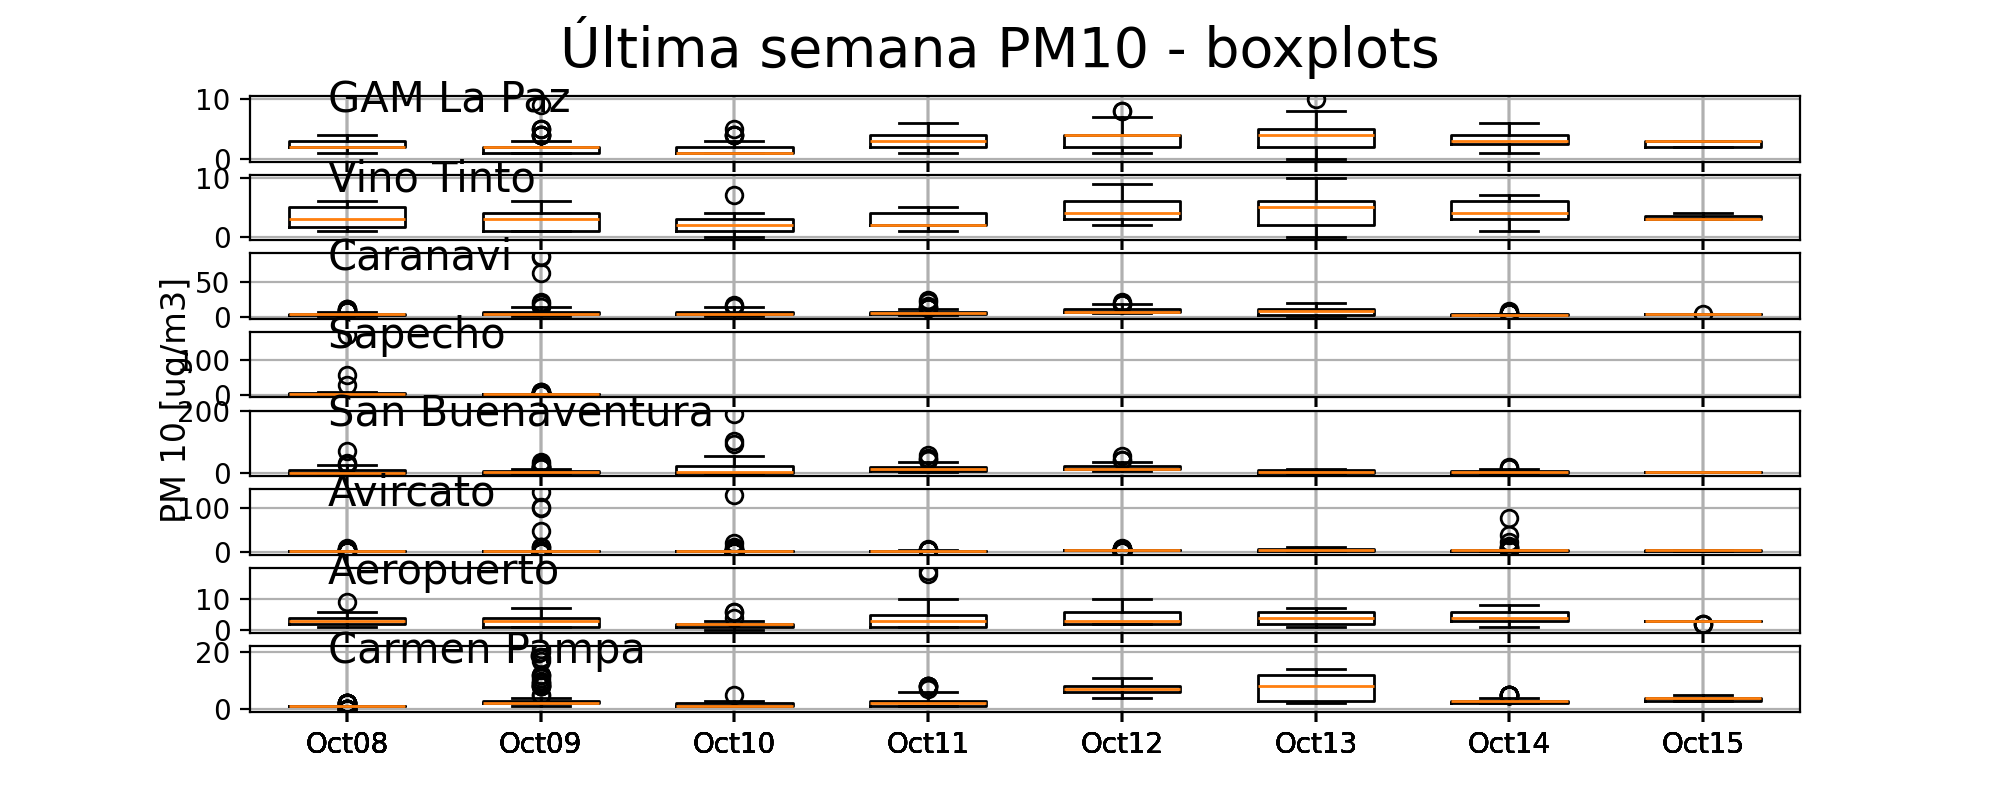 Última semana PM10 - boxplots
GAM La Paz
10
0
Vino Tinto
10
0
Caranavi
50
0
Sapecho
100
0
San Buenaventura
200
0
Avircato
100
0
Aeropuerto
10
0
Carmen Pampa
20
0
PM 10 [ug/m3]
Oct08 Oct09 Oct10 Oct11 Oct12 Oct13 Oct14 Oct15